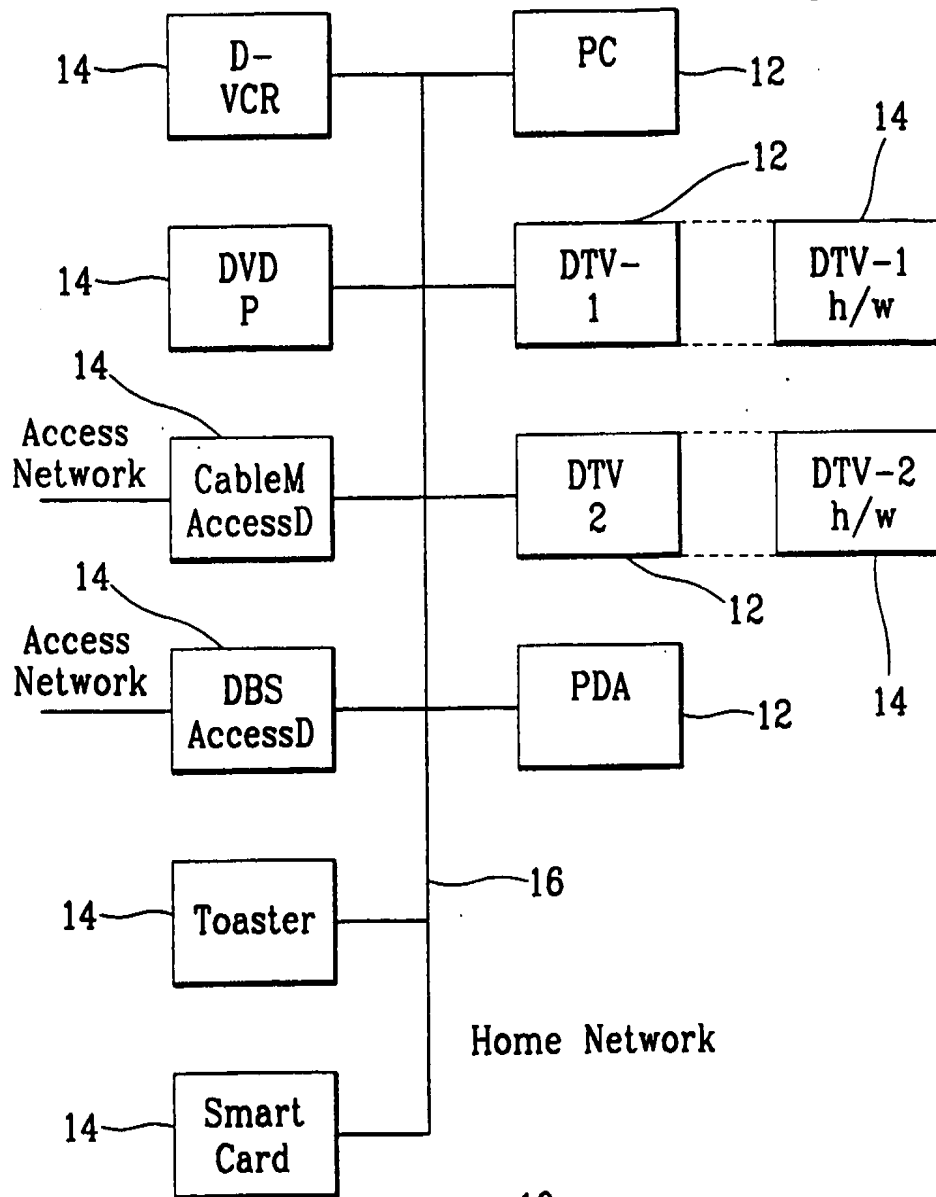 14
D-
VCR
PC
12
14
12
14
DVD
P
DTV-
1
DTV-1
h/w
14
Access
Network
CableM
AccessD
DTV
2
DTV-2
h/w
14
12
Access
Network
DBS
AccessD
PDA
12
14
16
14
Toaster
Home Network
14
Smart
Card